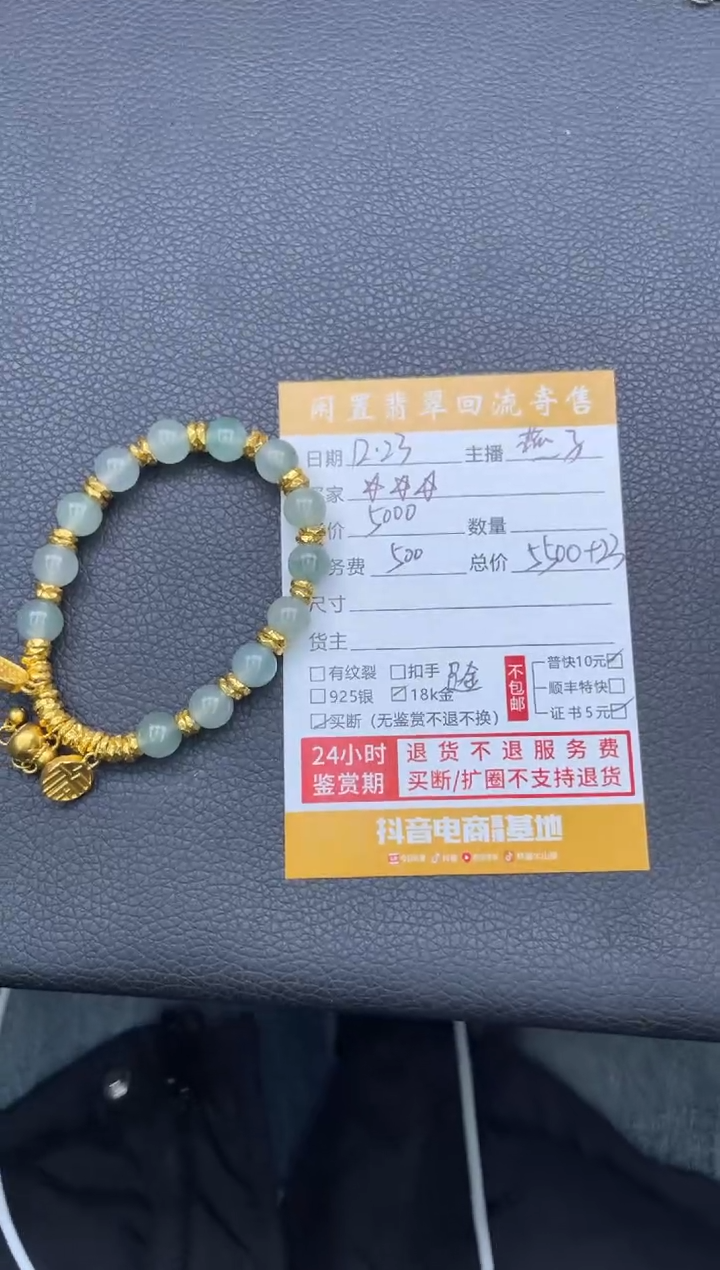 闲置翡翠回流寄售
日期 12.23 主播
家 ☆☆☆
价 5000 数量
务费 500 总价 5500+23
尺寸
货主
□有纹裂 □扣手
□925银 ☑18k金
☑买断（无鉴赏不退不换）
不包邮
普快10元☑
顺丰特快□
证书5元☑
24小时鉴赏期
退货不退服务费
买断/扩圈不支持退货
抖音电商基地